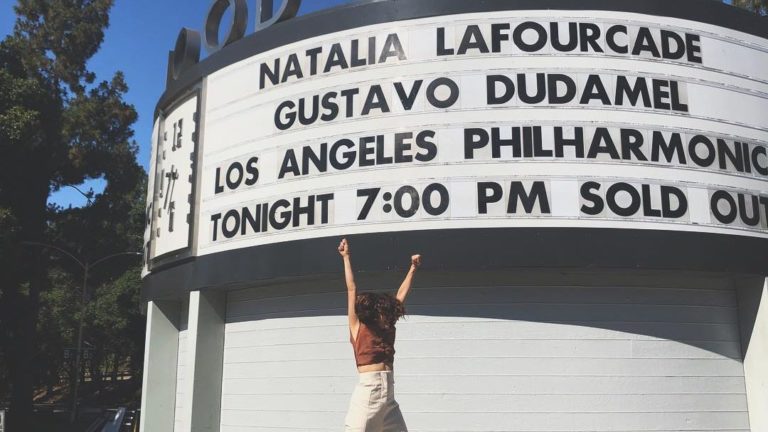 NATALIA LAFOURCADE
GUSTAVO DUDAMEL
LOS ANGELES PHILHARMONIC
TONIGHT 7:00 PM SOLD OUT